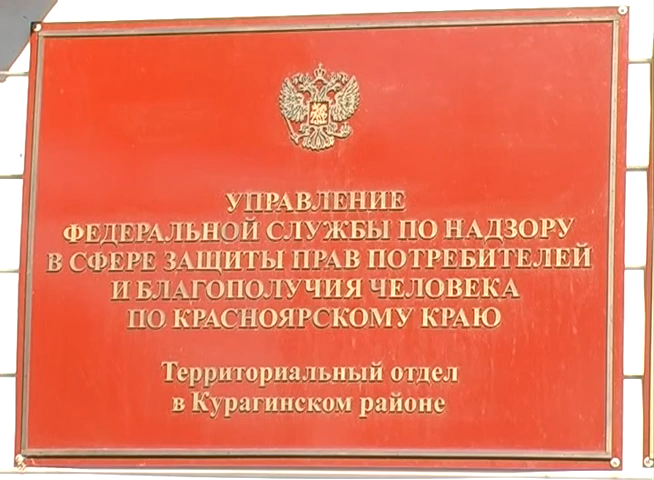 УПРАВЛЕНИЕ
ФЕДЕРАЛЬНОЙ СЛУЖБЫ ПО НАДЗОРУ
В СФЕРЕ ЗАЩИТЫ ПРАВ ПОТРЕБИТЕЛЕЙ
И БЛАГОПОЛУЧИЯ ЧЕЛОВЕКА
ПО КРАСНОЯРСКОМУ КРАЮ
Территориальный отдел
в Курагинском районе